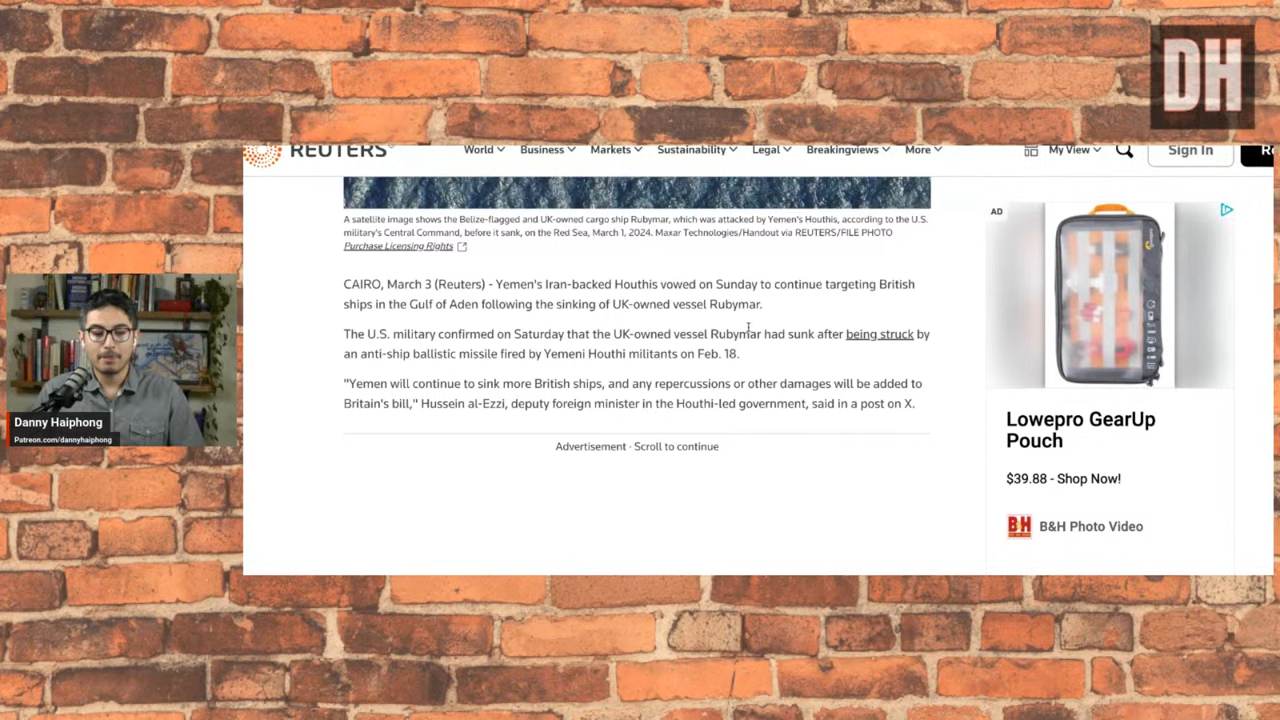 DH
REUTERS
World
Business
Markets
Sustainability
Legal
Breakingviews
More
My View
Sign In
A satellite image shows the Belize-flagged and UK-owned cargo ship Rubymar, which was attacked by Yemen's Houthis, according to the U.S.
military's Central Command, before it sank, on the Red Sea, March 1, 2024. Maxar Technologies/Handout via REUTERS/FILE PHOTO
Purchase Licensing Rights
CAIRO, March 3 (Reuters) - Yemen's Iran-backed Houthis vowed on Sunday to continue targeting British
ships in the Gulf of Aden following the sinking of UK-owned vessel Rubymar.
The U.S. military confirmed on Saturday that the UK-owned vessel Rubymar had sunk after being struck by
an anti-ship ballistic missile fired by Yemeni Houthi militants on Feb. 18.
"Yemen will continue to sink more British ships, and any repercussions or other damages will be added to
Britain's bill," Hussein al-Ezzi, deputy foreign minister in the Houthi-led government, said in a post on X.
Advertisement · Scroll to continue
AD
Lowepro GearUp
Pouch
$39.88 - Shop Now!
B&H
B&H Photo Video
Danny Haiphong
Patreon.com/dannyhaiphong